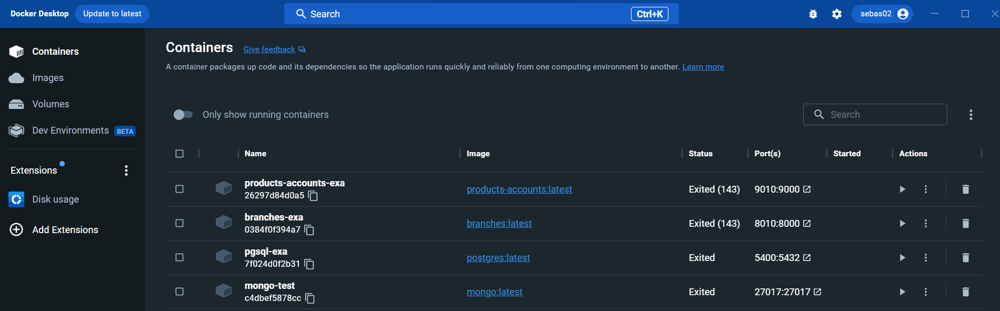 Docker Desktop Update to latest Search Ctrl+K sebas02
Containers
Images
Volumes
Dev Environments BETA
Extensions
Disk usage
Add Extensions
Containers Give feedback
A container packages up code and its dependencies so the application runs quickly and reliably from one computing environment to another. Learn more
Only show running containers Search
Name Image Status Port(s) Started Actions
products-accounts-exa
26297d84d0a5 products-accounts:latest Exited (143) 9010:9000
branches-exa
0384f0f394a7 branches:latest Exited (143) 8010:8000
pgsql-exa
7f024d0f2b31 postgres:latest Exited 5400:5432
mongo-test
c4dbef5878cc mongo:latest Exited 27017:27017